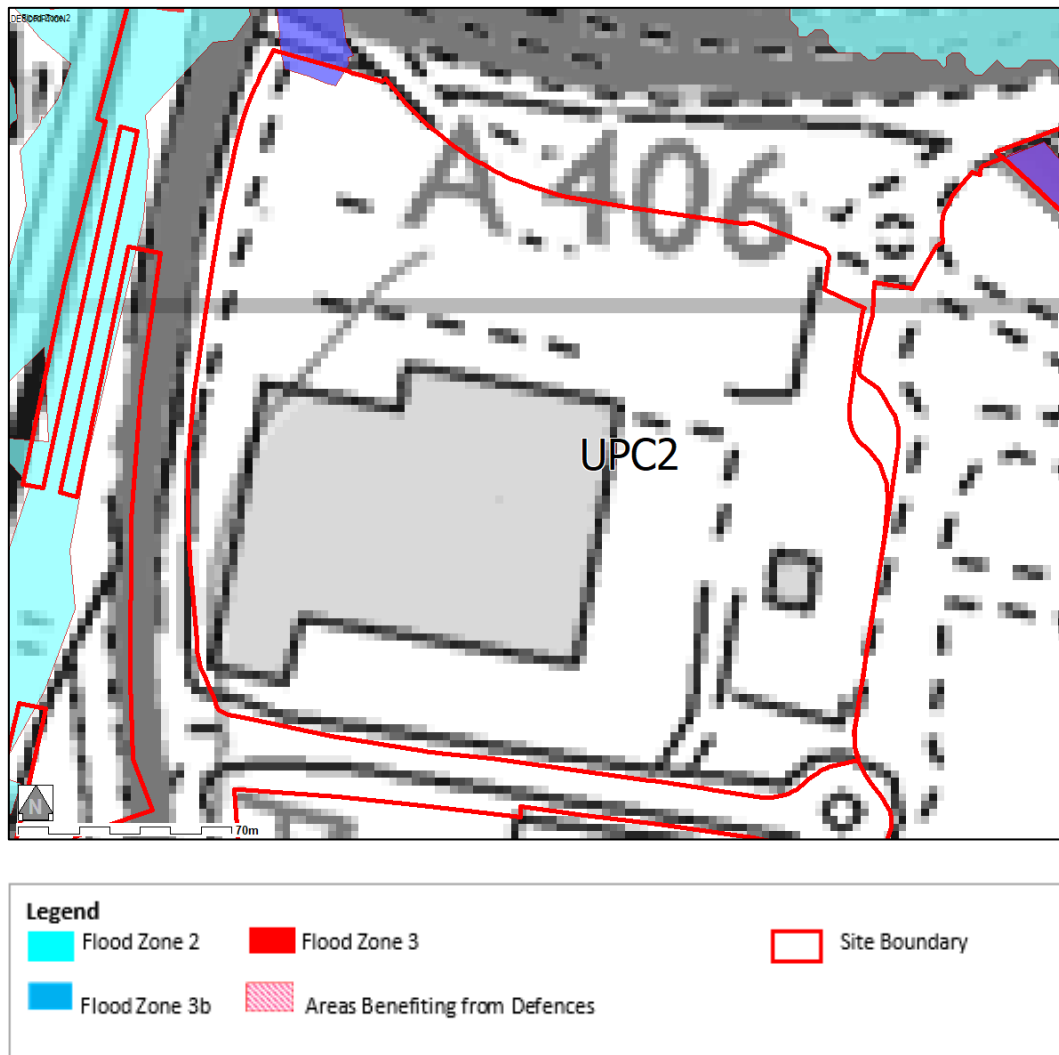 A 406
UPC2
N
70m
Legend
Flood Zone 2
Flood Zone 3
Site Boundary
Flood Zone 3b
Areas Benefiting from Defences